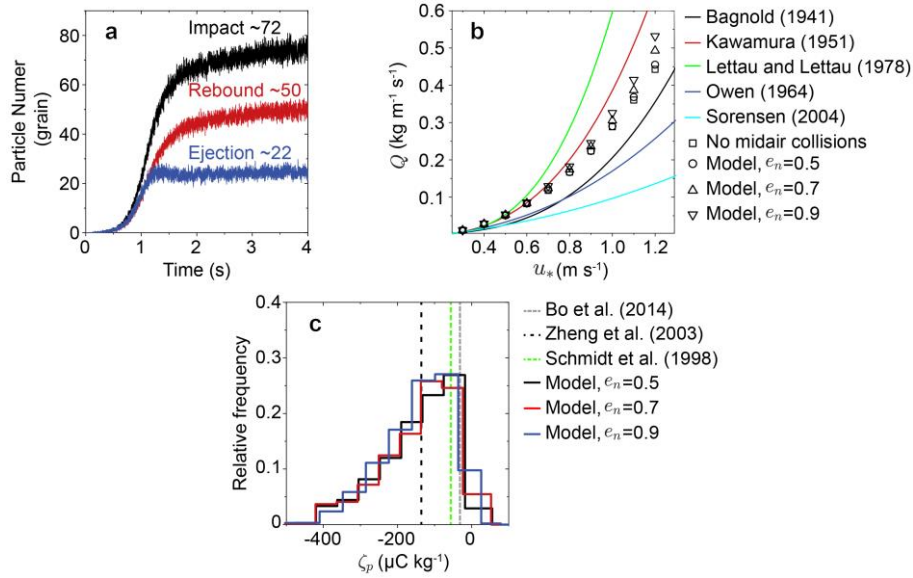 a
Impact ~72
Rebound ~50
Ejection ~22
Particle Numer
(grain)
80
60
40
20
0
0
1
2
3
4
Time (s)
b
Q (kg m⁻¹ s⁻¹)
0.6
0.5
0.4
0.3
0.2
0.1
0.4
0.6
0.8
1.0
1.2
u* (m s⁻¹)
Bagnold (1941)
Kawamura (1951)
Lettau and Lettau (1978)
Owen (1964)
Sorensen (2004)
No midair collisions
Model, eₙ=0.5
Model, eₙ=0.7
Model, eₙ=0.9
c
Relative frequency
0.4
0.3
0.2
0.1
0
-400
-200
0
ζₚ (μC kg⁻¹)
Bo et al. (2014)
Zheng et al. (2003)
Schmidt et al. (1998)
Model, eₙ=0.5
Model, eₙ=0.7
Model, eₙ=0.9